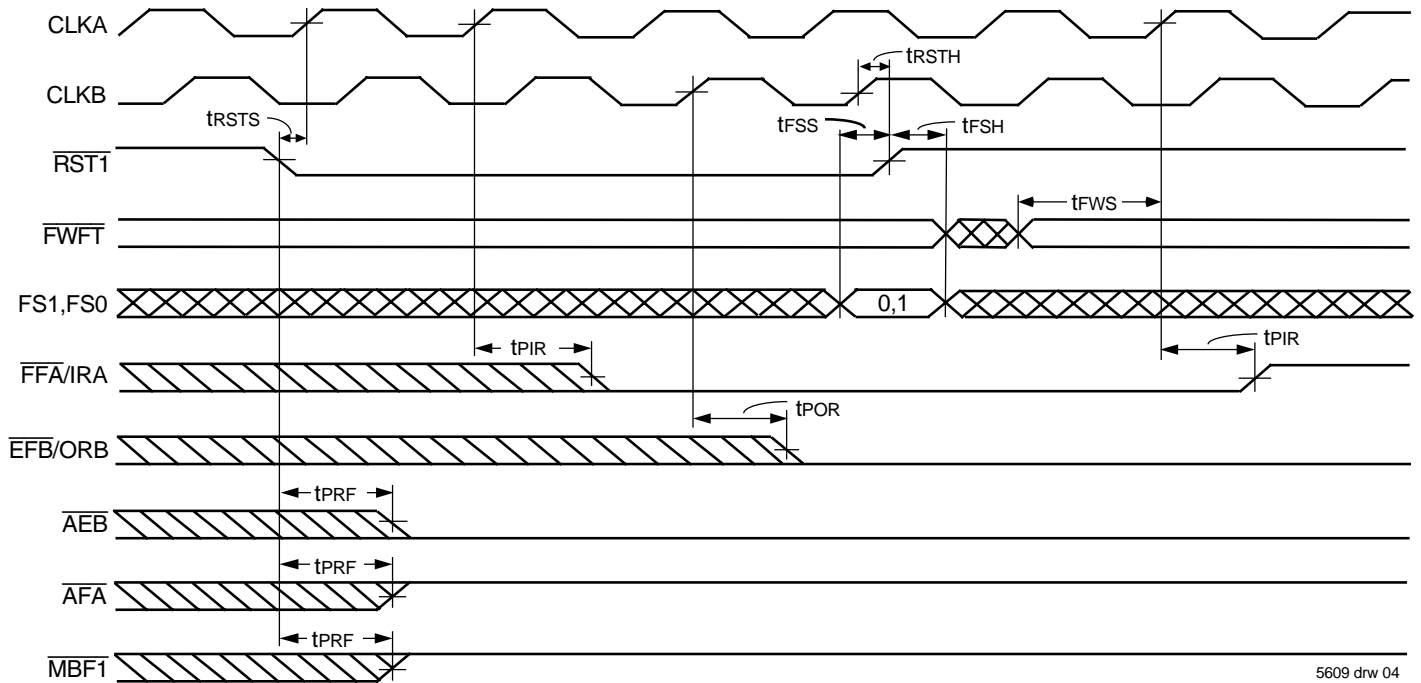 CLKA
tRSTH
CLKB
tRSTS
tFSS
tFSH
RST1
tFWS
FWFT
FS1,FS0
0,1
tPIR
tPIR
FFA/IRA
tPOR
EFB/ORB
tPRF
AEB
tPRF
AFA
tPRF
MBF1
5609 drw 04